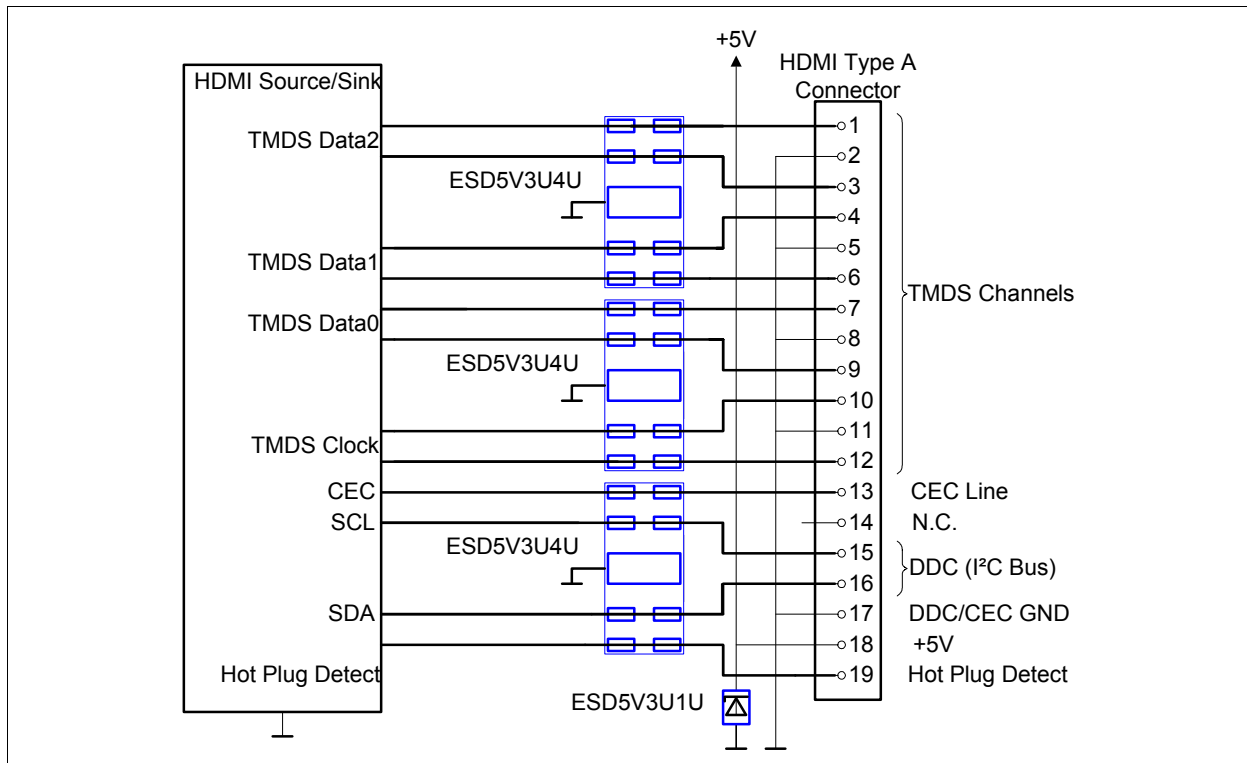 +5V
HDMI Type A
Connector
HDMI Source/Sink
TMDS Data2
ESD5V3U4U
TMDS Data1
TMDS Data0
ESD5V3U4U
TMDS Clock
CEC
SCL
ESD5V3U4U
SDA
Hot Plug Detect
ESD5V3U1U
1
2
3
4
5
6
7
8
9
10
11
12
13
14
15
16
17
18
19
TMDS Channels
CEC Line
N.C.
DDC (I²C Bus)
DDC/CEC GND
+5V
Hot Plug Detect